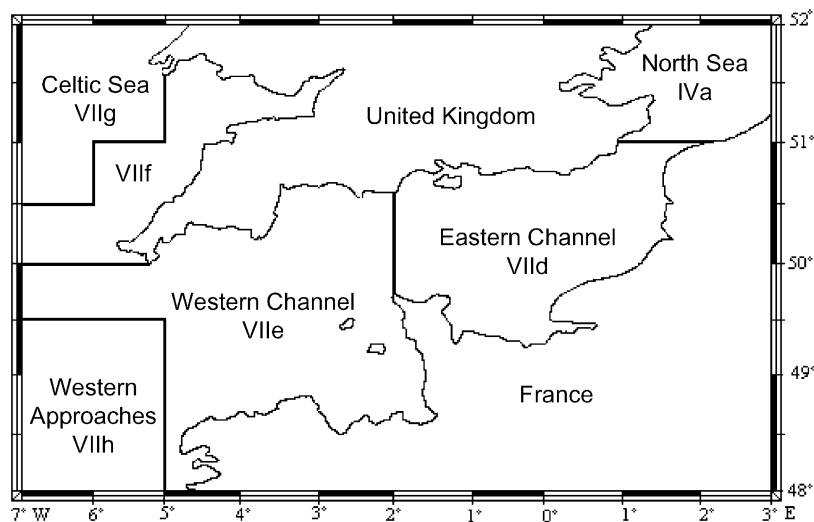 52°
Celtic Sea
VIIg
North Sea
IVa
United Kingdom
51°
VIIf
Eastern Channel
VIId
50°
Western Channel
VIIe
49°
Western
Approaches
VIIh
France
48°
7° W 6° 5° 4° 3° 2° 1° 0° 1° 2° 3° E